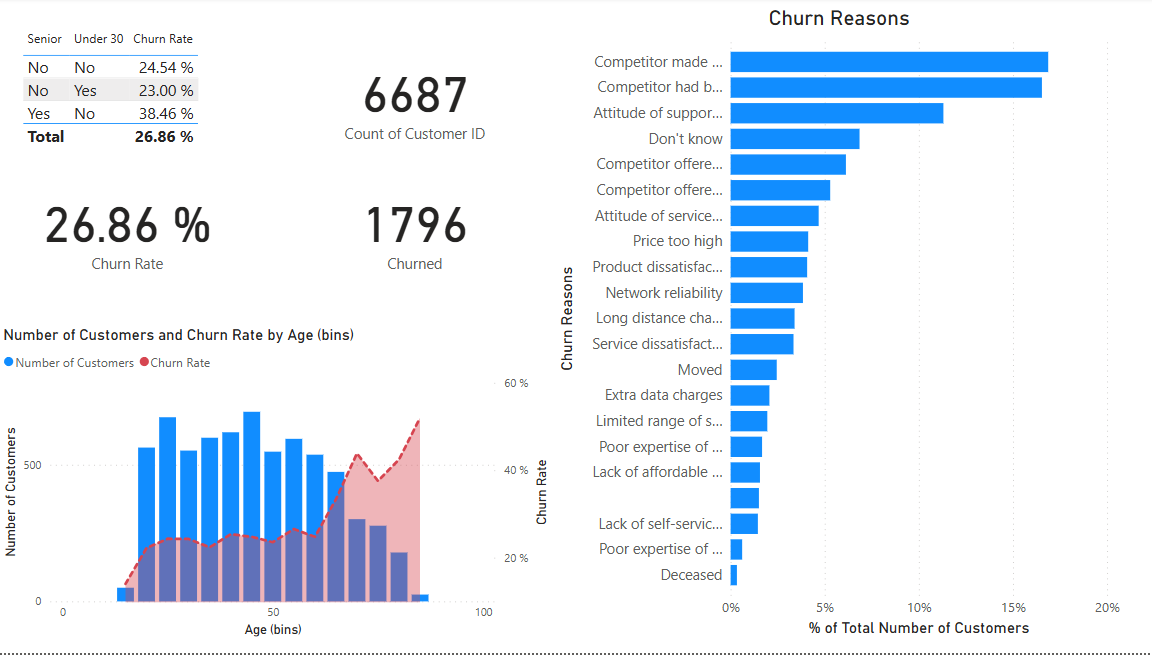 Senior Under 30 Churn Rate
No No 24.54 %
No Yes 23.00 %
Yes No 38.46 %
Total 26.86 %
6687
Count of Customer ID
26.86 %
Churn Rate
1796
Churned
Number of Customers and Churn Rate by Age (bins)
Number of Customers Churn Rate
Number of Customers
500
0
60 %
40 %
20 %
Churn Rate
0 50 100
Age (bins)
Churn Reasons
Churn Reasons
Competitor made ...
Competitor had b...
Attitude of suppor...
Don't know
Competitor offere...
Competitor offere...
Attitude of service...
Price too high
Product dissatisfac...
Network reliability
Long distance cha...
Service dissatisfact...
Moved
Extra data charges
Limited range of s...
Poor expertise of ...
Lack of affordable ...
Lack of self-servic...
Poor expertise of ...
Deceased
0% 5% 10% 15% 20%
% of Total Number of Customers